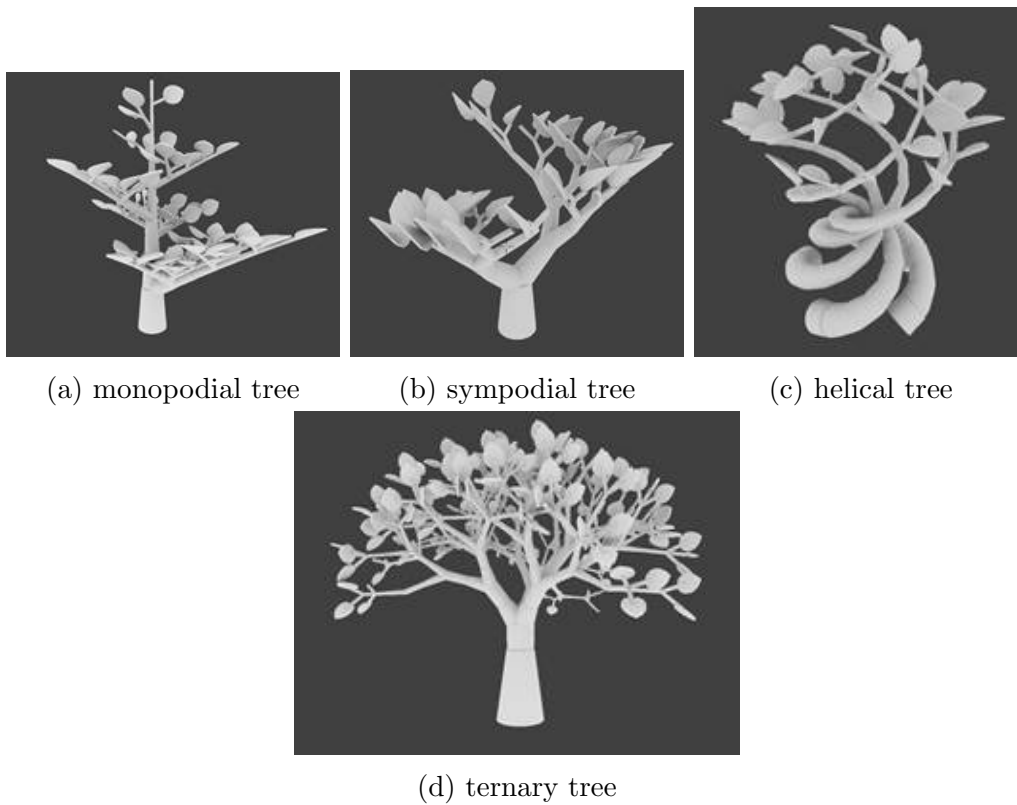 (a) monopodial tree
(b) sympodial tree
(c) helical tree
(d) ternary tree